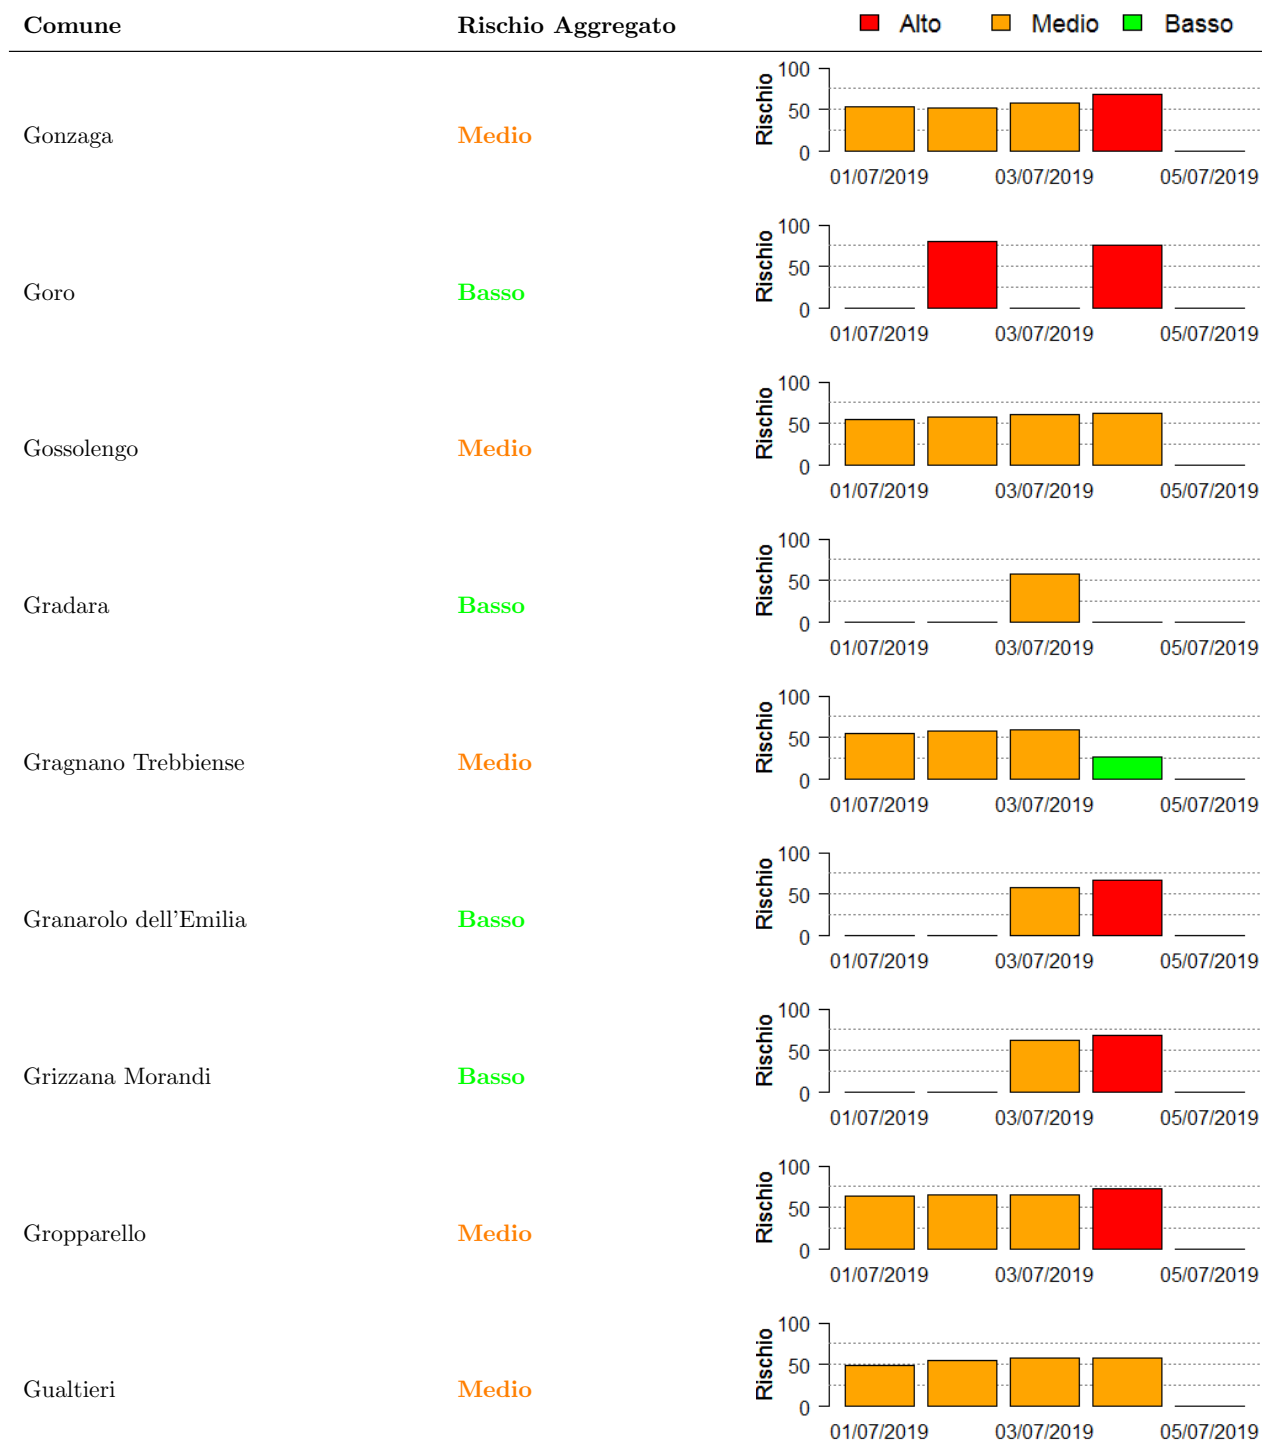 Comune Rischio Aggregato Alto Medio Basso
100
50
0
Rischio
Gonzaga Medio
01/07/2019 03/07/2019 05/07/2019
100
50
0
Rischio
Goro Basso
01/07/2019 03/07/2019 05/07/2019
100
50
0
Rischio
Gossolengo Medio
01/07/2019 03/07/2019 05/07/2019
100
50
0
Rischio
Gradara Basso
01/07/2019 03/07/2019 05/07/2019
100
50
0
Rischio
Gragnano Trebbiense Medio
01/07/2019 03/07/2019 05/07/2019
100
50
0
Rischio
Granarolo dell'Emilia Basso
01/07/2019 03/07/2019 05/07/2019
100
50
0
Rischio
Grizzana Morandi Basso
01/07/2019 03/07/2019 05/07/2019
100
50
0
Rischio
Gropparello Medio
01/07/2019 03/07/2019 05/07/2019
100
50
0
Rischio
Gualtieri Medio
01/07/2019 03/07/2019 05/07/2019